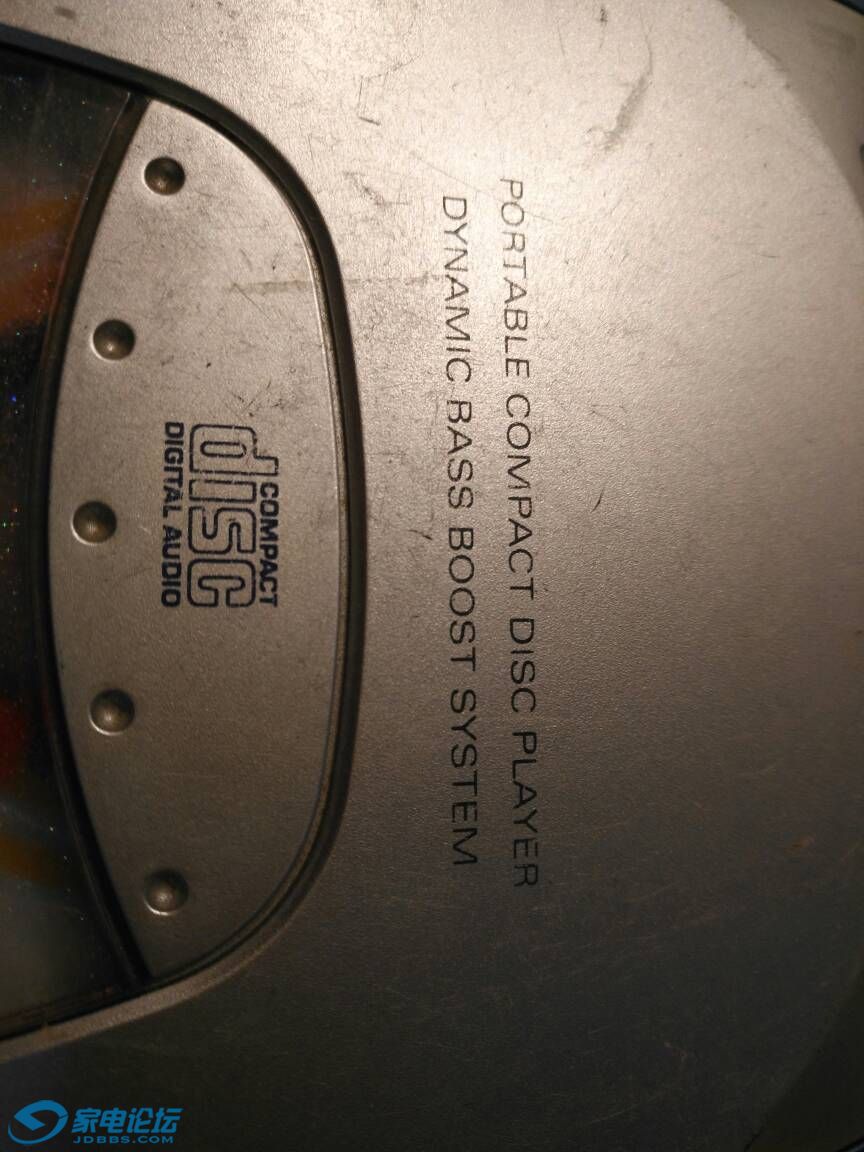 PORTABLE COMPACT DISC PLAYER
DYNAMIC BASS BOOST SYSTEM
COMPACT
disc
DIGITAL AUDIO
家电论坛
JDBBS.COM